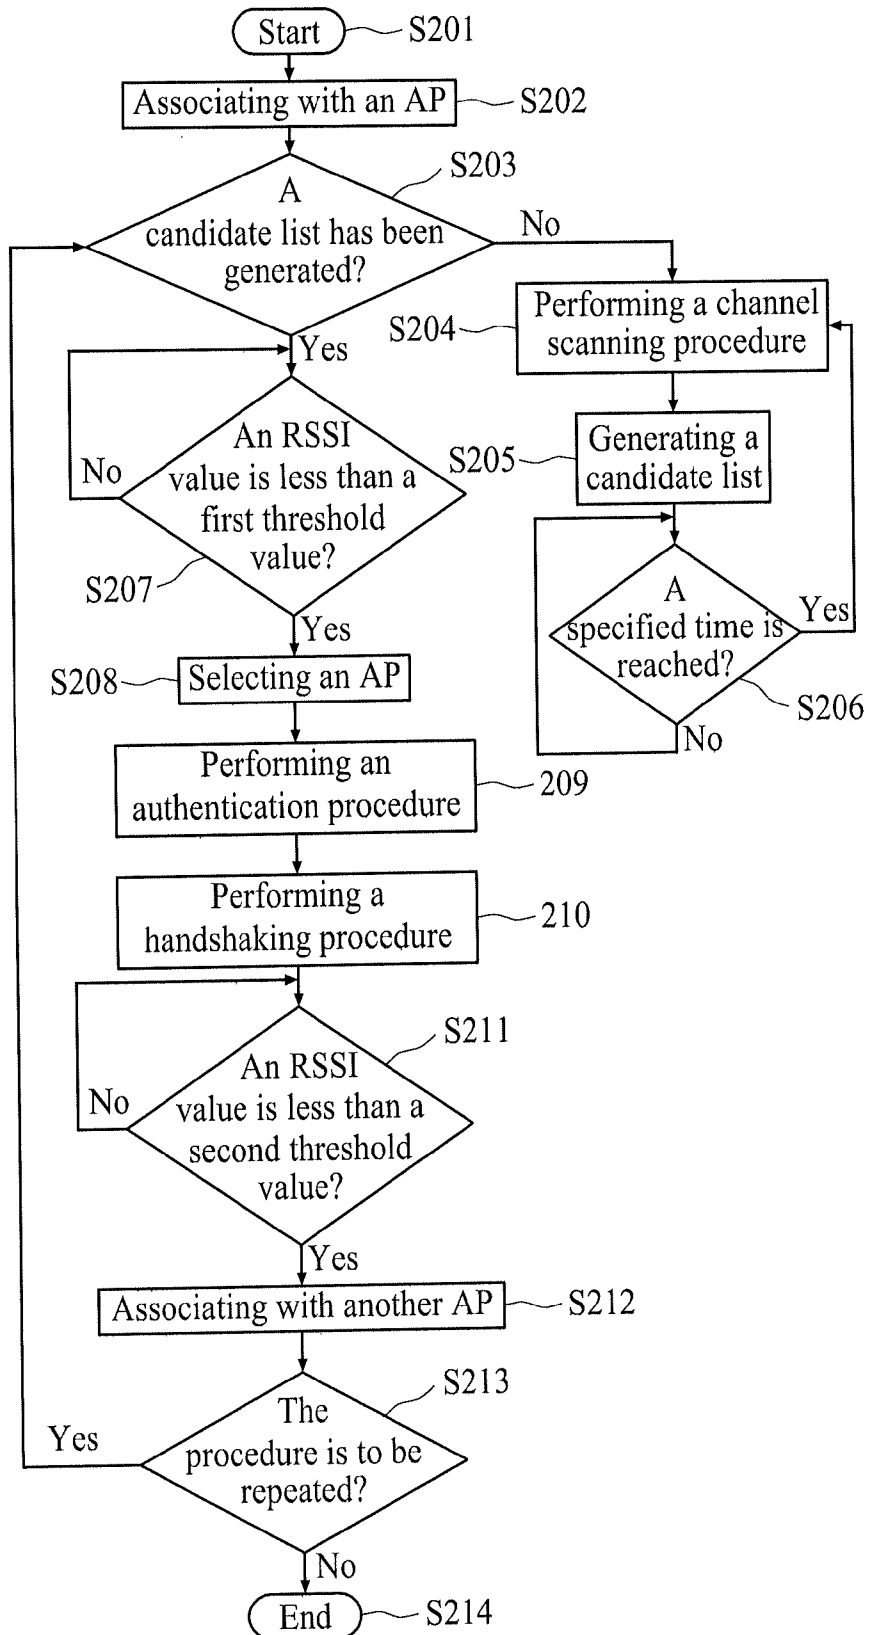 Start
S201
Associating with an AP
S202
S203
A
candidate list has been
generated?
No
Yes
Performing a channel
scanning procedure
S204
Generating a
candidate list
S205
A
specified time is
reached?
Yes
S206
No
An RSSI
value is less than a
first threshold
value?
No
S207
Yes
S208
Selecting an AP
Performing an
authentication procedure
209
Performing a
handshaking procedure
210
S211
An RSSI
value is less than a
second threshold
value?
No
Yes
Associating with another AP
S212
S213
The
procedure is to be
repeated?
Yes
No
End
S214